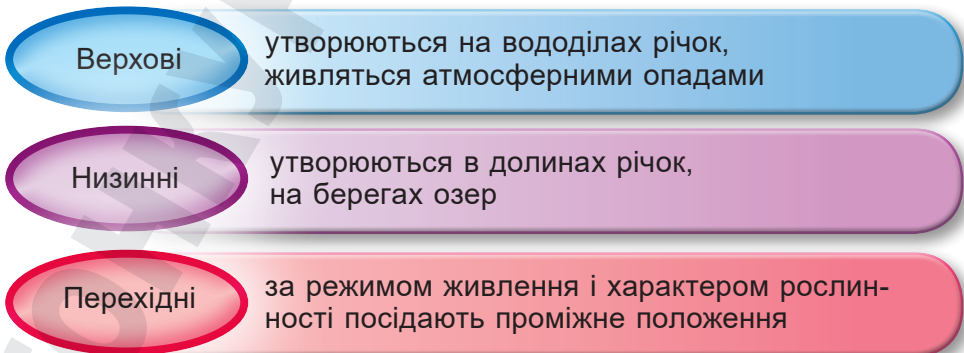 Верхові
утворюються на вододілах річок,
живляться атмосферними опадами
Низинні
утворюються в долинах річок,
на берегах озер
Перехідні
за режимом живлення і характером рослин-
ності посідають проміжне положення